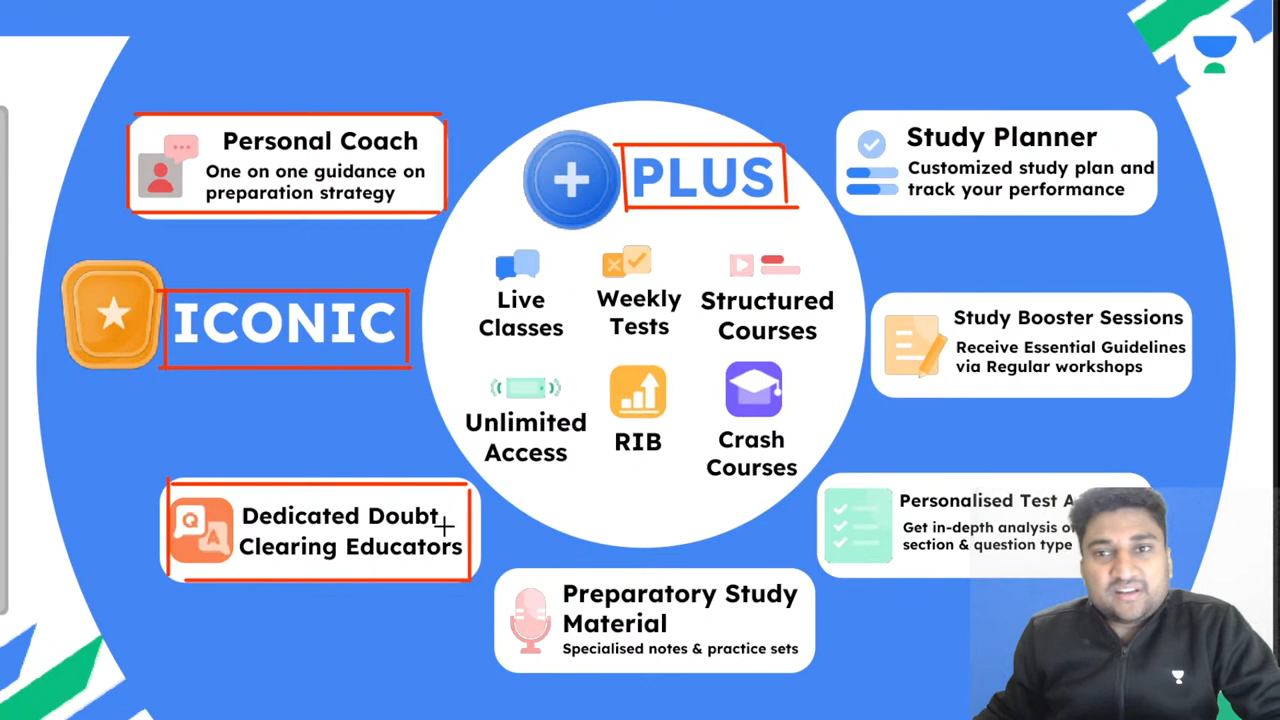 Personal Coach
One on one guidance on
preparation strategy
ICONIC
Dedicated Doubt
Clearing Educators
PLUS
Live
Classes
Weekly
Tests
Structured
Courses
Unlimited
Access
RIB
Crash
Courses
Preparatory Study
Material
Specialised notes & practice sets
Study Planner
Customized study plan and
track your performance
Study Booster Sessions
Receive Essential Guidelines
via Regular workshops
Personalised Test
Get in-depth analysis
section & question type
Q
A